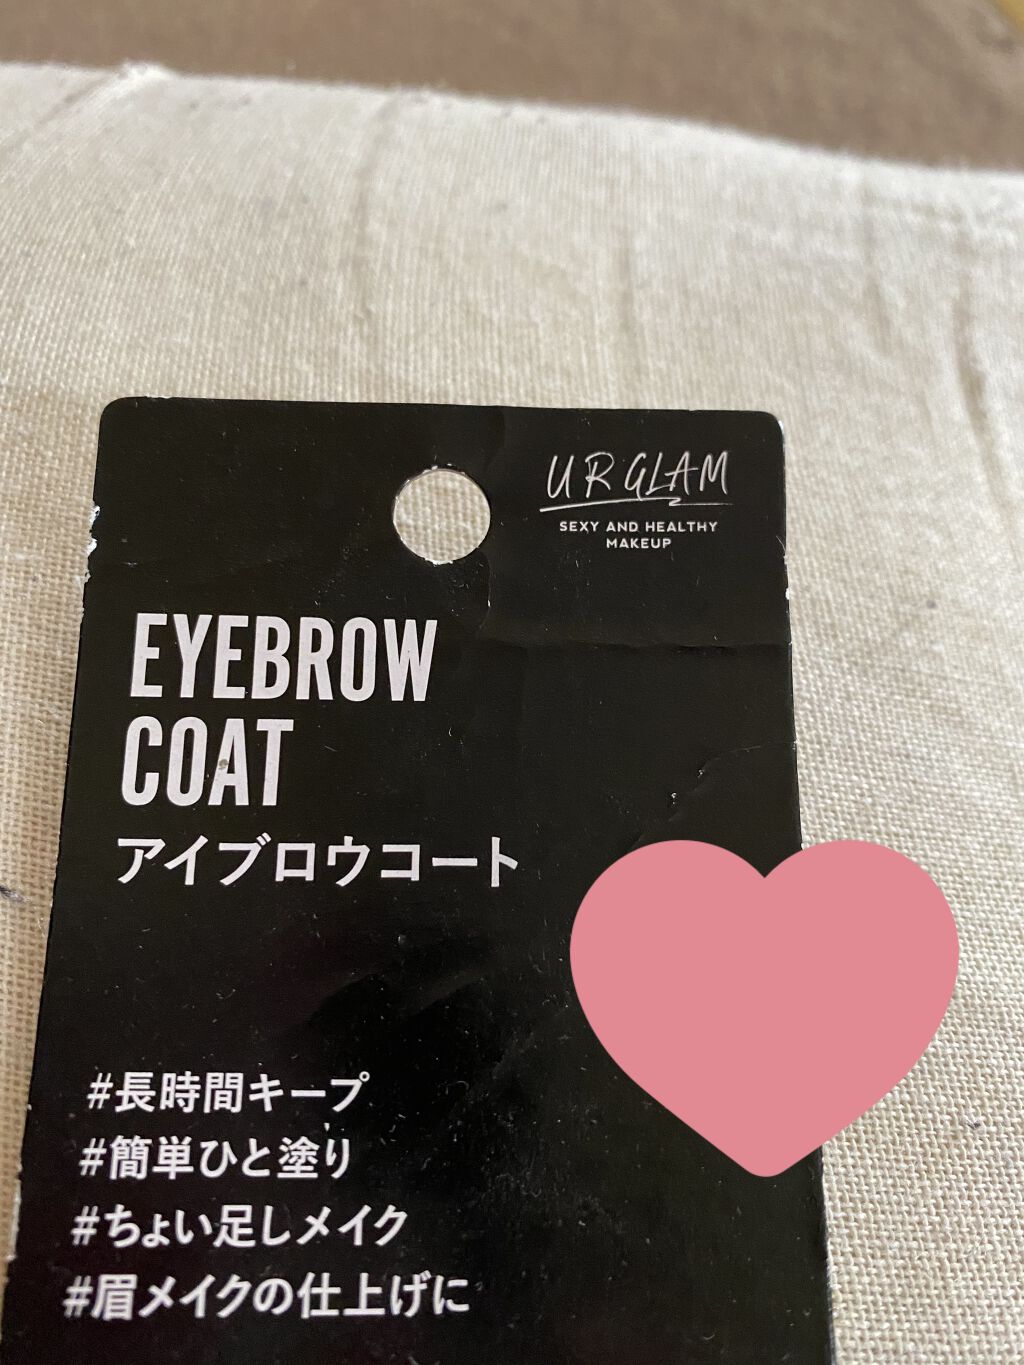 UR GLAM
SEXY AND HEALTHY
MAKEUP
EYEBROW
COAT
アイブロウコート
#長時間キープ
#簡単ひと塗り
#ちょい足しメイク
#眉メイクの仕上げに